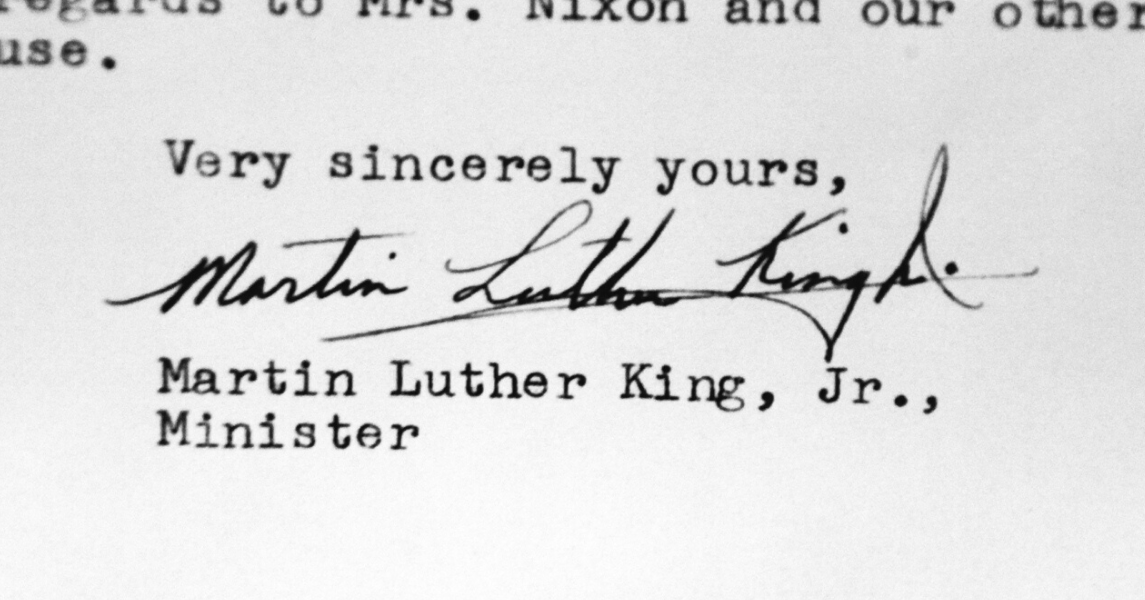 regards to Mrs. Nixon and our other
use.
Very sincerely yours,
Martin Luther King Jr.
Martin Luther King, Jr.,
Minister